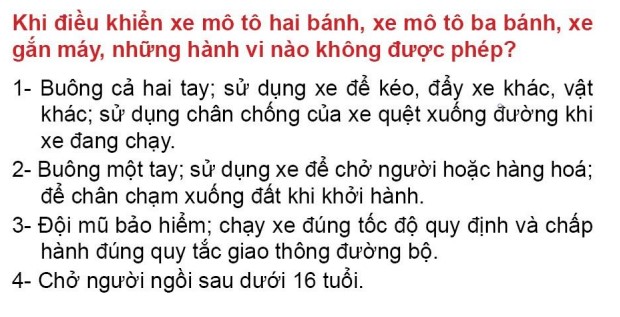 Khi điều khiển xe mô tô hai bánh, xe mô tô ba bánh, xe
gắn máy, những hành vi nào không được phép?
1- Buông cả hai tay; sử dụng xe để kéo, đẩy xe khác, vật
khác; sử dụng chân chống của xe quệt xuống đường khi
xe đang chạy.
2- Buông một tay; sử dụng xe để chở người hoặc hàng hoá;
để chân chạm xuống đất khi khởi hành.
3- Đội mũ bảo hiểm; chạy xe đúng tốc độ quy định và chấp
hành đúng quy tắc giao thông đường bộ.
4- Chở người ngồi sau dưới 16 tuổi.